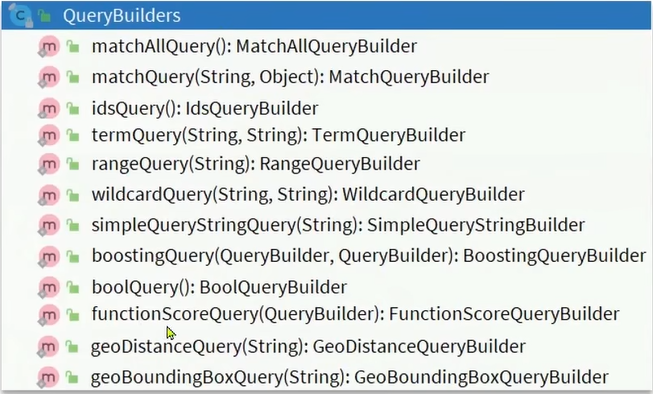 QueryBuilders
matchAllQuery(): MatchAllQueryBuilder
matchQuery(String, Object): MatchQueryBuilder
idsQuery(): IdsQueryBuilder
termQuery(String, String): TermQueryBuilder
rangeQuery(String): RangeQueryBuilder
wildcardQuery(String, String): WildcardQueryBuilder
simpleQueryStringQuery(String): SimpleQueryStringBuilder
boostingQuery(QueryBuilder, QueryBuilder): BoostingQueryBuilder
boolQuery(): BoolQueryBuilder
functionScoreQuery(QueryBuilder): FunctionScoreQueryBuilder
geoDistanceQuery(String): GeoDistanceQueryBuilder
geoBoundingBoxQuery(String): GeoBoundingBoxQueryBuilder